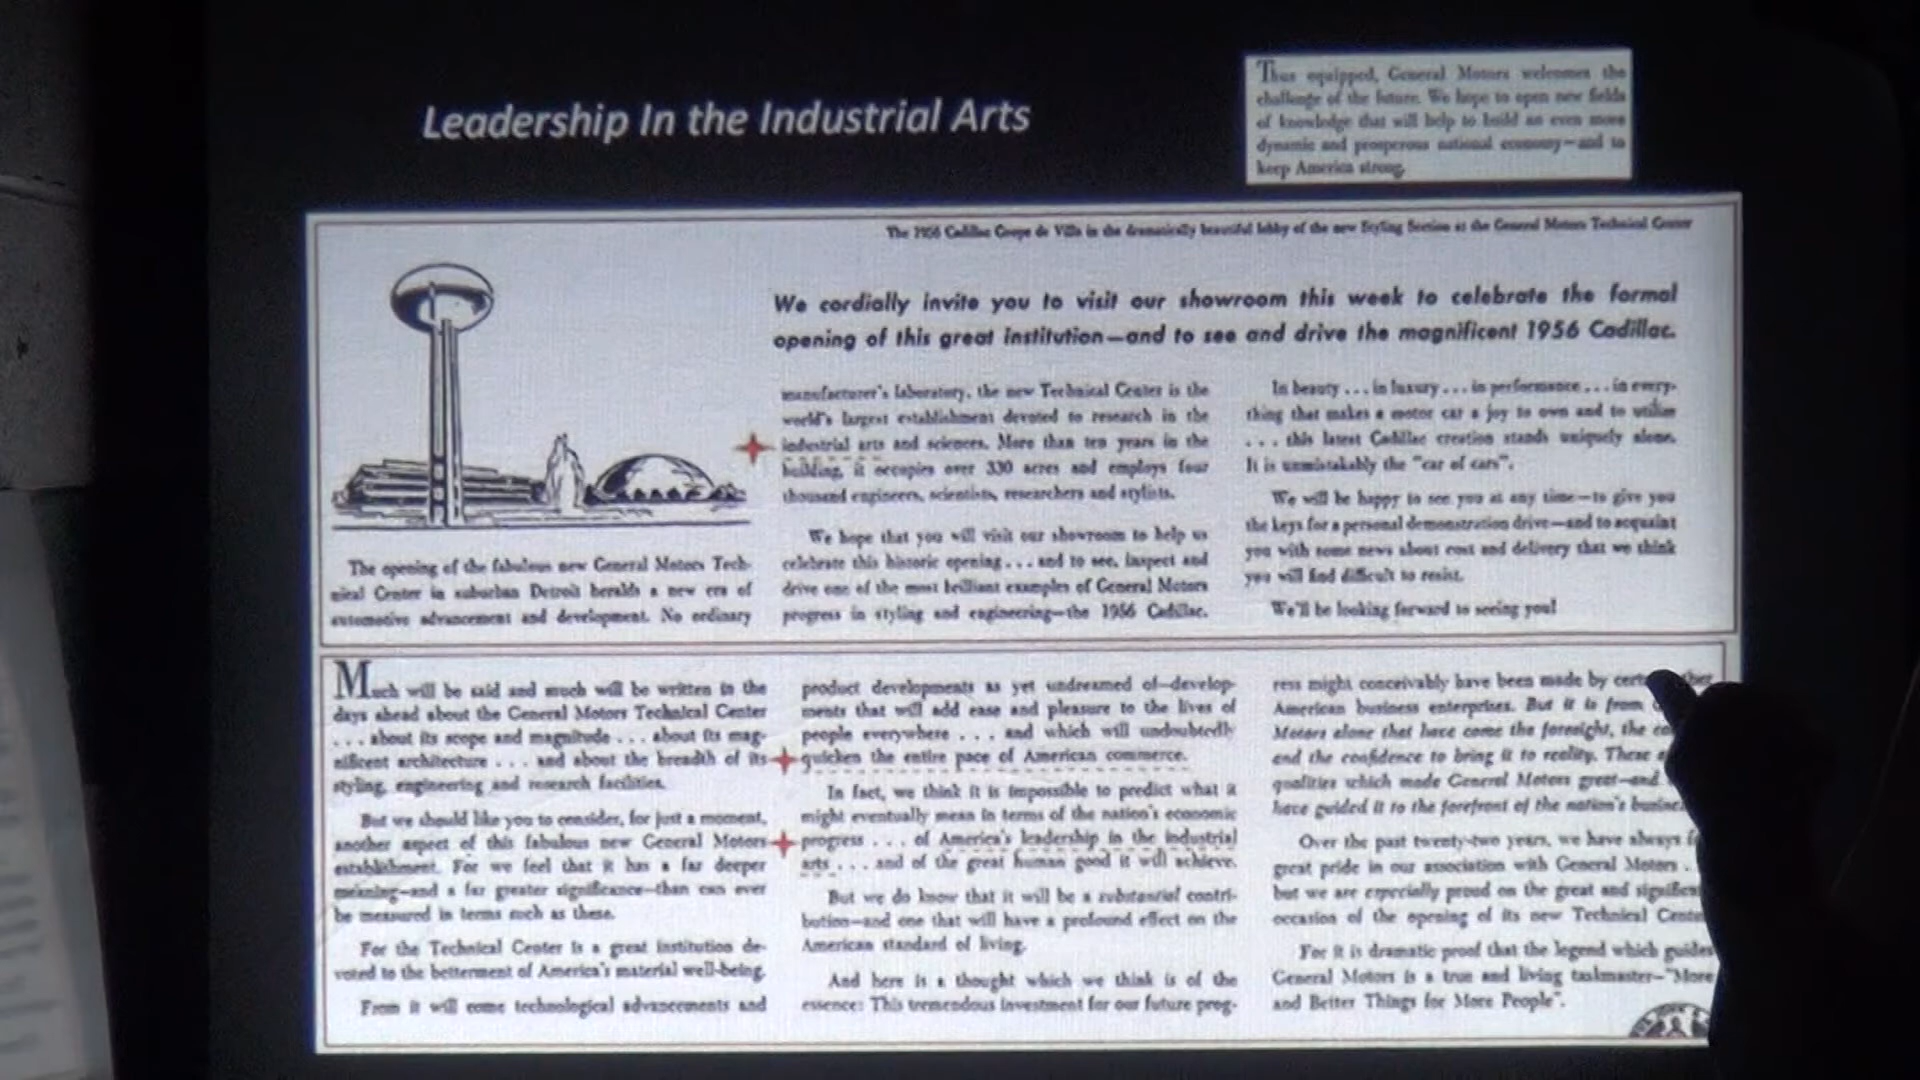 Leadership In the Industrial Arts
Thus equipped, General Motors welcomes the
challenge of the future. We hope to open new fields
of knowledge that will help to build an even more
dynamic and prosperous national economy—and to
keep America strong.
The 1956 Cadillac Coupe de Ville in the dramatically beautiful lobby of the new Styling Section at the General Motors Technical Center
We cordially invite you to visit our showroom this week to celebrate the formal
opening of this great institution—and to see and drive the magnificent 1956 Cadillac.
The opening of the fabulous new General Motors Tech-
nical Center in suburban Detroit heralds a new era of
automotive advancement and development. No ordinary
manufacturer's laboratory, the new Technical Center is the
world's largest establishment devoted to research in the
industrial arts and sciences. More than ten years in the
building, it occupies over 330 acres and employs four
thousand engineers, scientists, researchers and stylists.
We hope that you will visit our showroom to help us
celebrate this historic opening . . . and to see, inspect and
drive one of the most brilliant examples of General Motors
progress in styling and engineering—the 1956 Cadillac.
In beauty . . . in luxury . . . in performance . . . in every-
thing that makes a motor car a joy to own and to utilize
. . . this latest Cadillac creation stands uniquely alone.
It is unmistakably the "car of cars".
We will be happy to see you at any time—to give you
the keys for a personal demonstration drive—and to acquaint
you with some news about cost and delivery that we think
you will find difficult to resist.
We'll be looking forward to seeing you!
Much will be said and much will be written in the
days ahead about the General Motors Technical Center
. . . about its scope and magnitude . . . about its mag-
nificent architecture . . . and about the breadth of its
styling, engineering and research facilities.
But we should like you to consider, for just a moment,
another aspect of this fabulous new General Motors
establishment. For we feel that it has a far deeper
meaning—and a far greater significance—than can ever
be measured in terms such as these.
For the Technical Center is a great institution de-
voted to the betterment of America's material well-being.
From it will come technological advancements and
product developments as yet undreamed of—develop-
ments that will add ease and pleasure to the lives of
people everywhere . . . and which will undoubtedly
quicken the entire pace of American commerce.
In fact, we think it is impossible to predict what it
might eventually mean in terms of the nation's economic
progress . . . of America's leadership in the industrial
arts . . . and of the great human good it will achieve.
But we do know that it will be a substantial contri-
bution—and one that will have a profound effect on the
American standard of living.
And here is a thought which we think is of the
essence: This tremendous investment for our future prog-
ress might conceivably have been made by
American business enterprises. But it is from
Motors alone that have come the foresight, the
and the confidence to bring it to reality. These
qualities which made General Motors great—and
have guided it to the forefront of the nation's
Over the past twenty-two years, we have always
great pride in our association with General Motors . .
but we are especially proud on the great and
occasion of the opening of its new Technical
For it is dramatic proof that the legend which guides
General Motors is a true and living taskmaster—"More
and Better Things for More People".